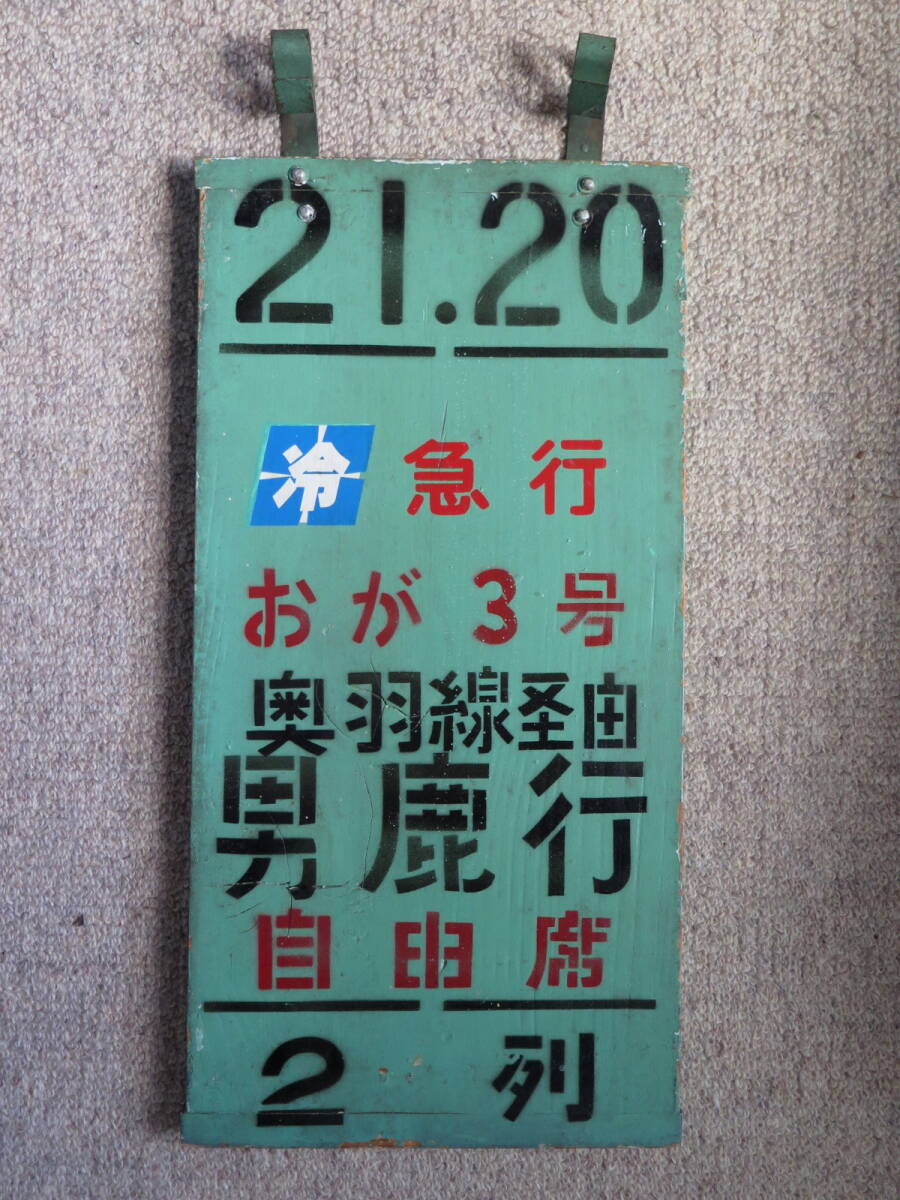 21.20
冷 急行
おが3号
奥羽線経由
男鹿行
自由席
2列